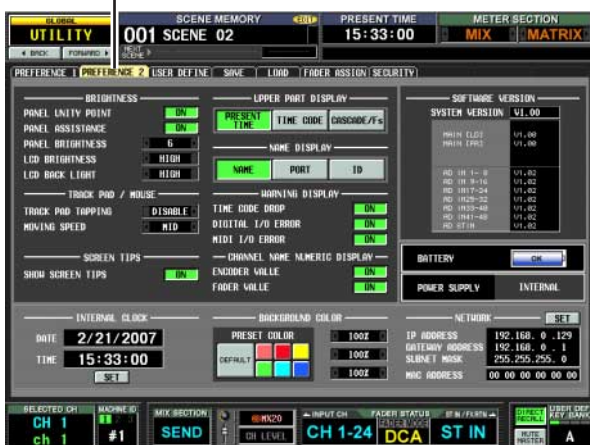 GLOBAL
UTILITY
BACK FORWARD
SCENE MEMORY EDIT
001 SCENE 02
NEXT SCENE
PRESENT TIME
15:33:00
METER SECTION
MIX MATRIX
PREFERENCE 1 PREFERENCE 2 USER DEFINE SAVE LOAD FADER ASSIGN SECURITY
BRIGHTNESS
PANEL UNITY POINT ON
PANEL ASSISTANCE ON
PANEL BRIGHTNESS 6
LCD BRIGHTNESS HIGH
LCD BACK LIGHT HIGH
TRACK PAD / MOUSE
TRACK PAD TAPPING DISABLE
MOVING SPEED MID
SCREEN TIPS
SHOW SCREEN TIPS ON
UPPER PART DISPLAY
PRESENT TIME TIME CODE CASCADE/Fs
NAME DISPLAY
NAME PORT ID
WARNING DISPLAY
TIME CODE DROP ON
DIGITAL I/O ERROR ON
MIDI I/O ERROR ON
CHANNEL NAME NUMERIC DISPLAY
ENCODER VALUE ON
FADER VALUE ON
SOFTWARE VERSION
SYSTEM VERSION V1.00
MAIN V1.00
MAIN V1.00
AD IN 1- 8 V1.02
AD IN 9-16 V1.02
AD IN17-24 V1.02
AD IN25-32 V1.02
AD IN33-40 V1.02
AD IN41-48 V1.02
AD STIN V1.02
BATTERY OK
POWER SUPPLY INTERNAL
INTERNAL CLOCK
DATE 2/21/2007
TIME 15:33:00
SET
BACKGROUND COLOR
PRESET COLOR
DEFAULT
100%
100%
100%
NETWORK SET
IP ADDRESS 192.168. 0 .129
GATEWAY ADDRESS 192.168. 0 . 1
SUBNET MASK 255.255.255. 0
MAC ADDRESS 00 00 00 00 00 00
SELECTED CH
CH 1
ch 1
MACHINE ID
#1
MIX SECTION
SEND
MIX20
CH LEVEL
INPUT CH FADER STATUS
CH 1-24
FADER MODE
DCA
ST IN
DIRECT RECALL
MUTE MASTER
USER DEF KEY BANK
A